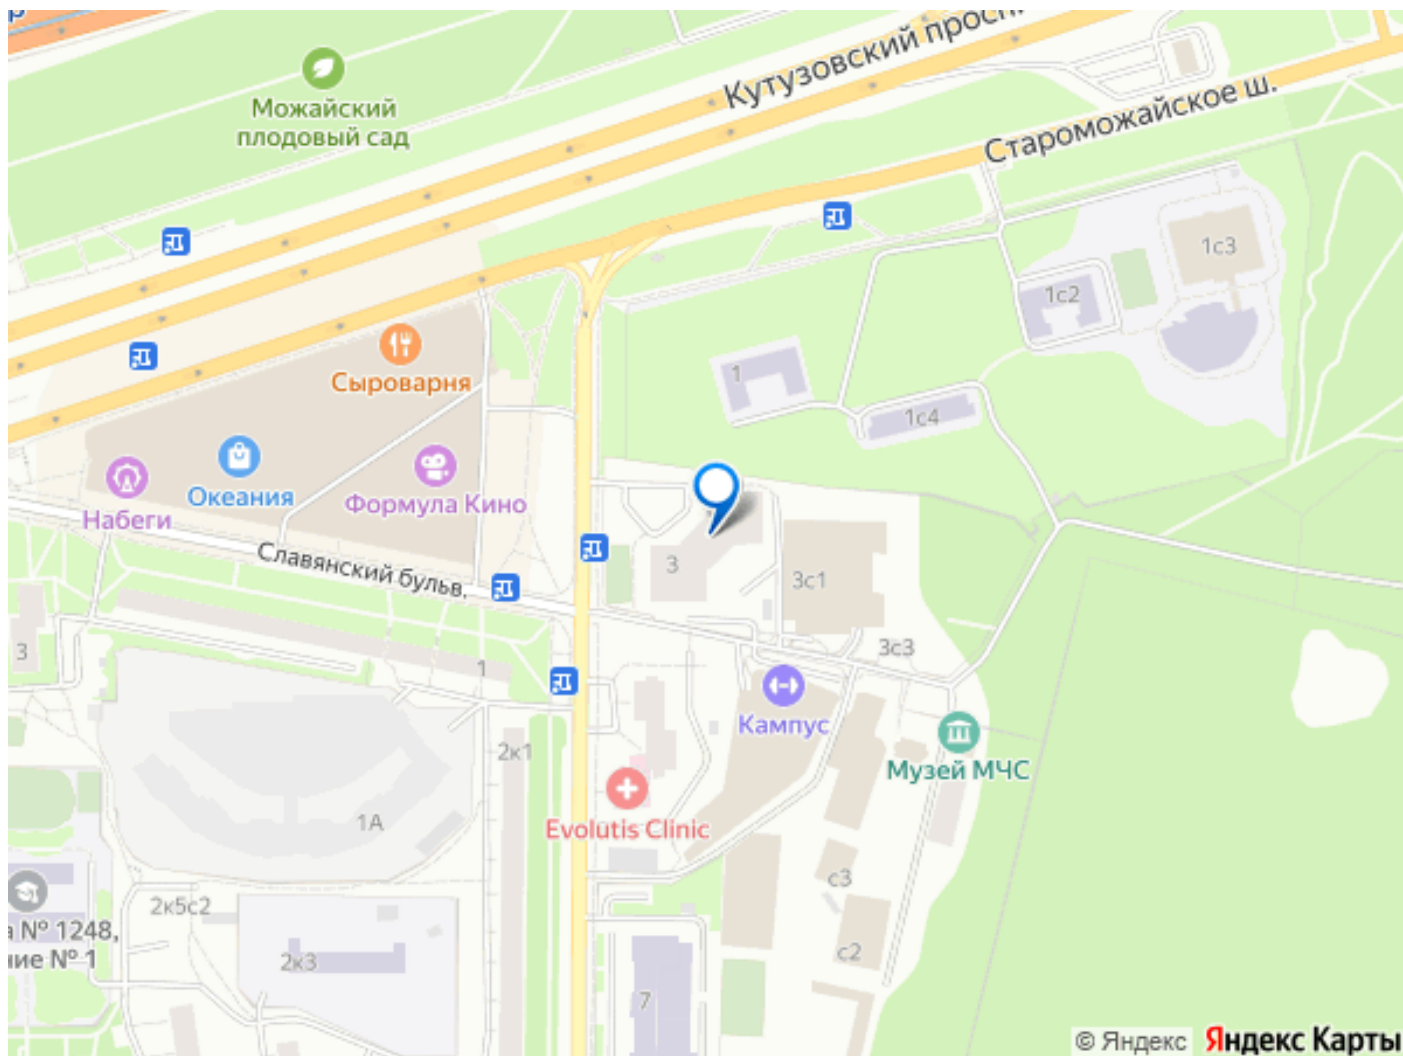 р
Можайский
плодовый сад
Кутузовский просп
Староможайское ш.
1с3
1с2
Сыроварня
1
1с4
Океания
Формула Кино
Набеги
Славянский бульв.
3
3с1
3
1
3с3
Кампус
Музей МЧС
2к1
1А
Evolutis Clinic
с3
2к5с2
а № 1248,
ние № 1
2к3
с2
7
© Яндекс Яндекс Карты